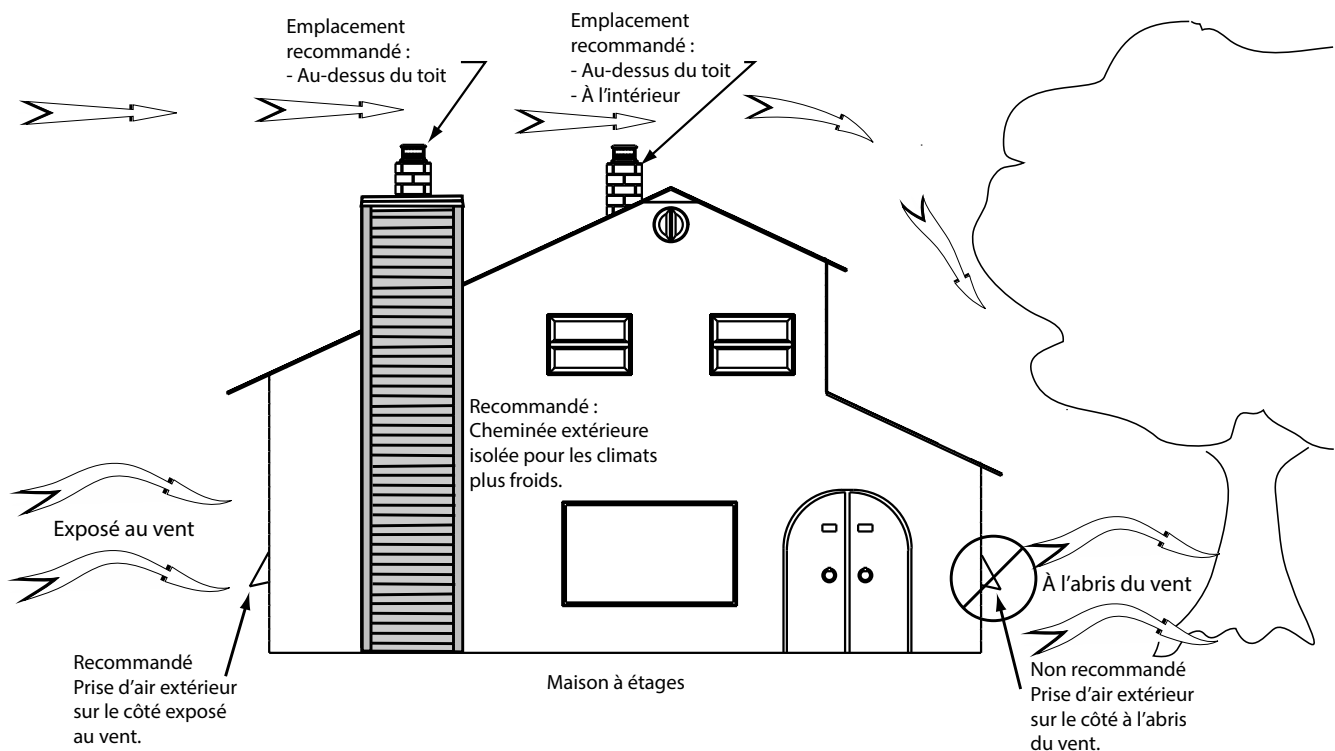 Emplacement
recommandé :
- Au-dessus du toit
Emplacement
recommandé :
- Au-dessus du toit
- À l'intérieur
Recommandé :
Cheminée extérieure
isolée pour les climats
plus froids.
Exposé au vent
À l'abris du vent
Recommandé
Prise d'air extérieur
sur le côté exposé
au vent.
Maison à étages
Non recommandé
Prise d'air extérieur
sur le côté à l'abris
du vent.